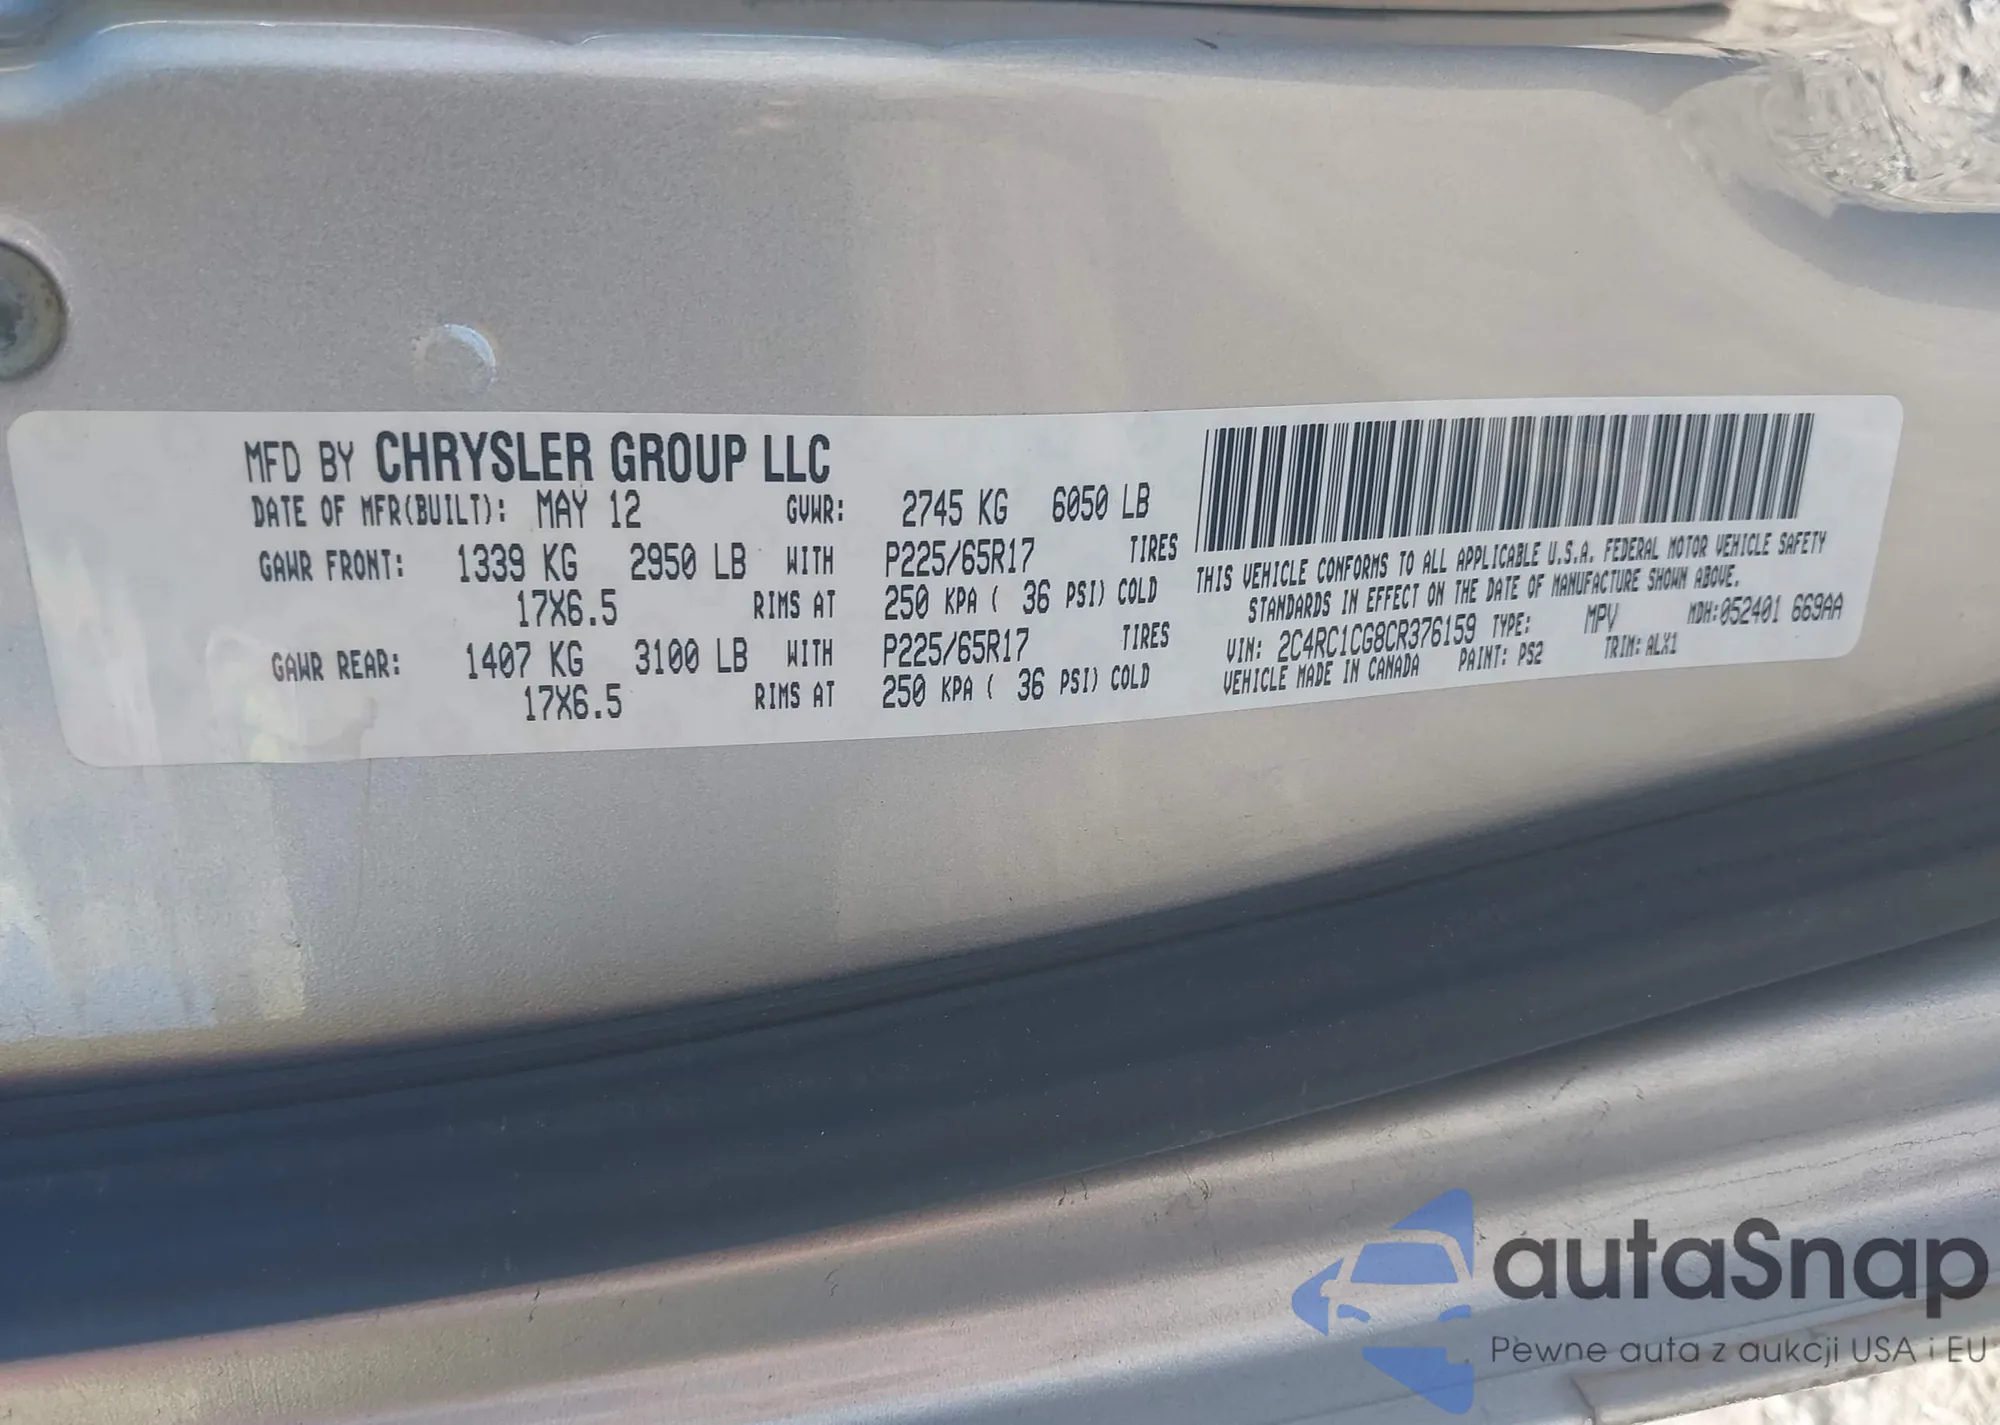 MFD BY CHRYSLER GROUP LLC
DATE OF MFR(BUILT): MAY 12 GVWR: 2745 KG 6050 LB
GAWR FRONT: 1339 KG 2950 LB WITH P225/65R17 TIRES
17X6.5 RIMS AT 250 KPA ( 36 PSI) COLD
GAWR REAR: 1407 KG 3100 LB WITH P225/65R17 TIRES
17X6.5 RIMS AT 250 KPA ( 36 PSI) COLD
THIS VEHICLE CONFORMS TO ALL APPLICABLE U.S.A. FEDERAL MOTOR VEHICLE SAFETY
STANDARDS IN EFFECT ON THE DATE OF MANUFACTURE SHOWN ABOVE.
VIN: 2C4RC1CG8CR376159 TYPE: MPV MDH:052401 669AA
VEHICLE MADE IN CANADA PAINT: PS2 TRIM: ALX1
autaSnap
Pewne auta z aukcji USA i EU